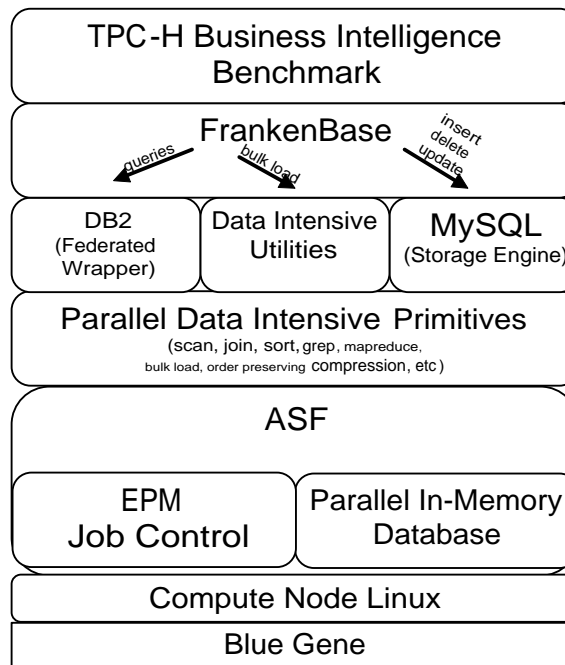 TPC-H Business Intelligence
Benchmark
FrankenBase
queries
bulk load
insert
delete
update
DB2
(Federated
Wrapper)
Data Intensive
Utilities
MySQL
(Storage Engine)
Parallel Data Intensive Primitives
(scan, join, sort, grep, mapreduce,
bulk load, order preserving compression, etc)
ASF
EPM
Job Control
Parallel In-Memory
Database
Compute Node Linux
Blue Gene